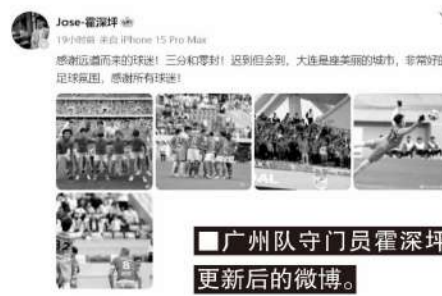 Jose-霍深坪
19小时前 来自 iPhone 15 Pro Max
感谢远道而来的球迷！三分和零封！迟到但会到，大连是座美丽的城市，非常好的
足球氛围，感谢所有球迷！
■广州队守门员霍深坪
更新后的微博。